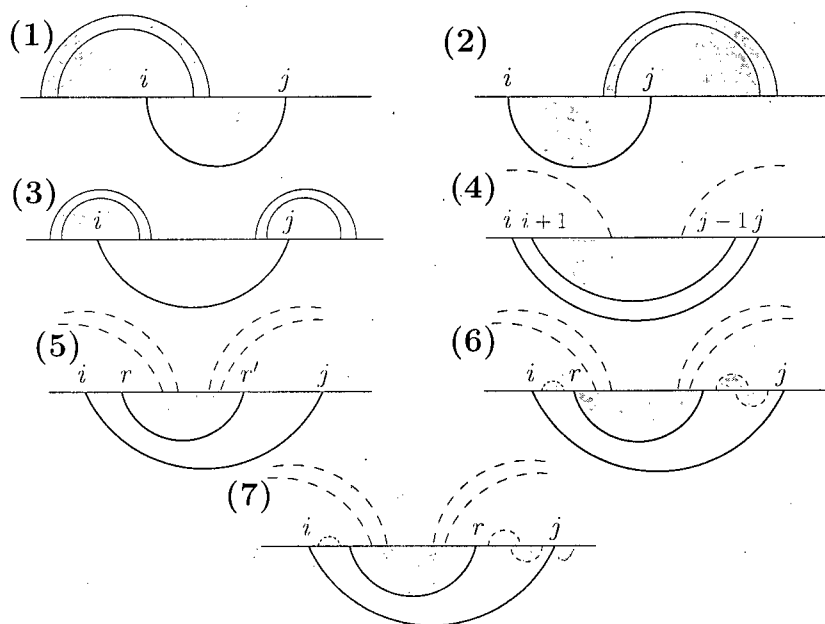 (1) i j
(2) i j
(3) i j
(4) i i + 1 j − 1 j
(5) i r r' j
(6) i r j
(7) i r j